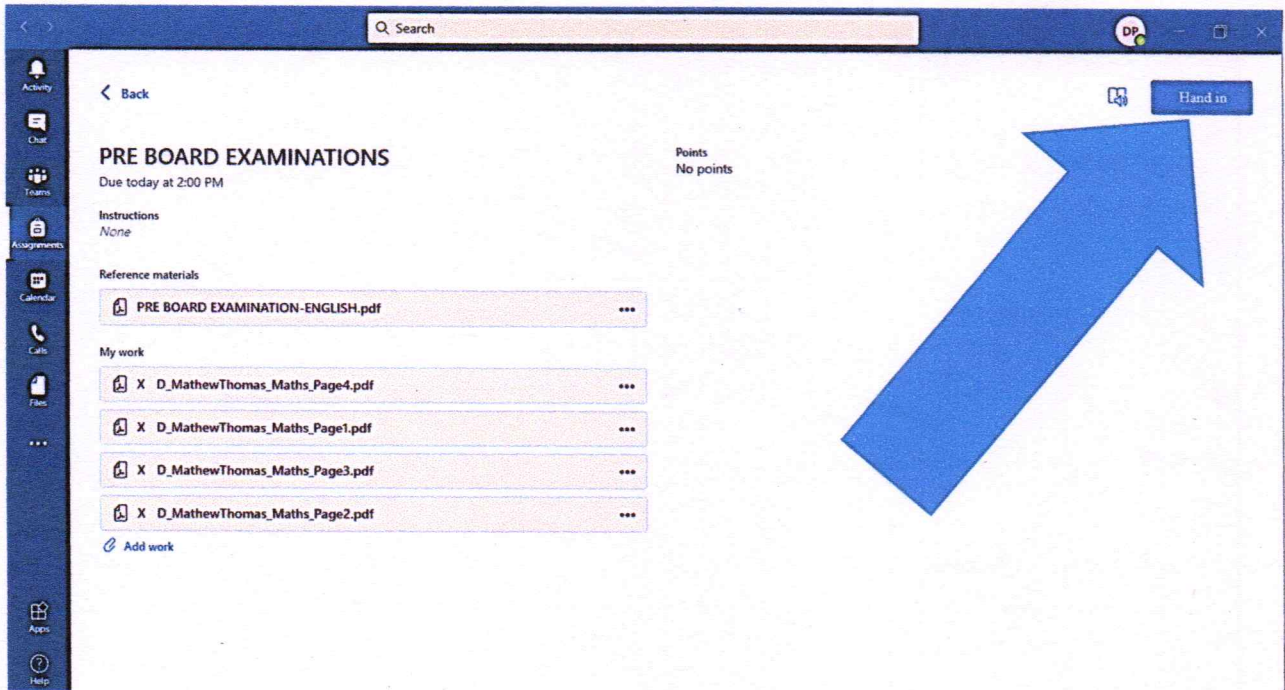 Search
DP
Activity
Chat
Teams
Assignments
Calendar
Calls
Files
Apps
Help
Back
Hand in
PRE BOARD EXAMINATIONS
Due today at 2:00 PM
Points
No points
Instructions
None
Reference materials
PRE BOARD EXAMINATION-ENGLISH.pdf
My work
X D_MathewThomas_Maths_Page4.pdf
X D_MathewThomas_Maths_Page1.pdf
X D_MathewThomas_Maths_Page3.pdf
X D_MathewThomas_Maths_Page2.pdf
Add work